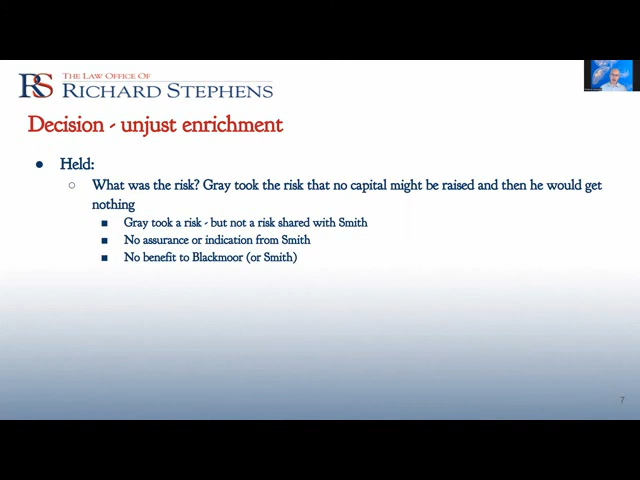 RS THE LAW OFFICE OF
RICHARD STEPHENS
Decision - unjust enrichment
● Held:
○ What was the risk? Gray took the risk that no capital might be raised and then he would get
nothing
■ Gray took a risk - but not a risk shared with Smith
■ No assurance or indication from Smith
■ No benefit to Blackmoor (or Smith)
7